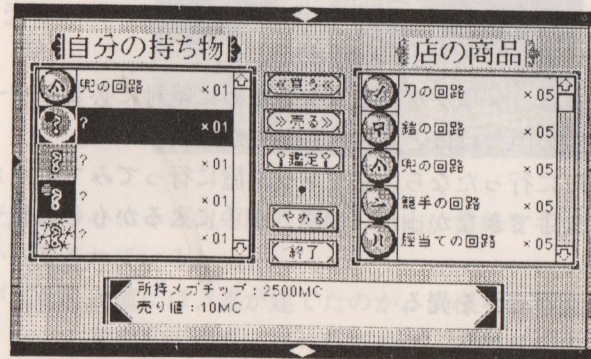 自分の持ち物
兜の回路 ×01
? ×01
? ×01
? ×01
? ×01
≪買う≪
≫売る≫
鑑定
やめる
終了
店の商品
刀の回路 ×05
鎧の回路 ×05
兜の回路 ×05
籠手の回路 ×05
脛当ての回路 ×05
所持メガチップ：2500MC
売り値：10MC